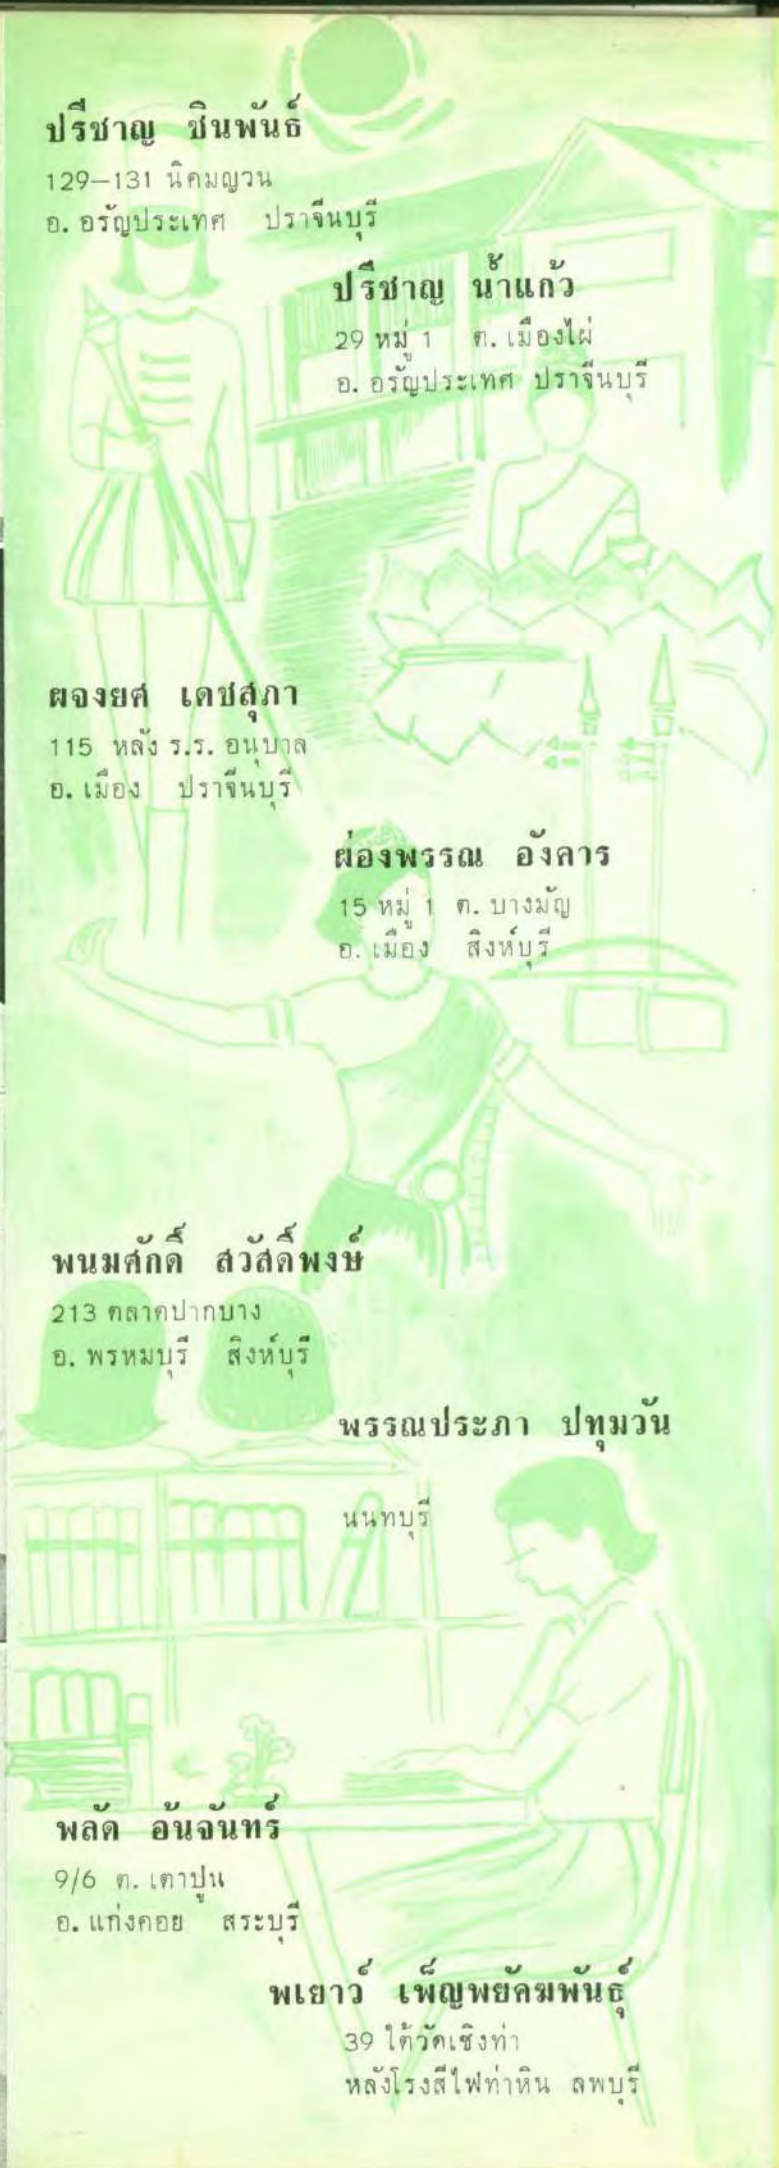 ปรีชาญ ชินพันธ์
129–131 นิคมญวน
อ. อรัญประเทศ ปราจีนบุรี
ปรีชาญ น้ำแก้ว
29 หมู่ 1 ต. เมืองไผ่
อ. อรัญประเทศ ปราจีนบุรี
ผจงยศ เดชสุภา
115 หลัง ร.ร. อนุบาล
อ. เมือง ปราจีนบุรี
ผ่องพรรณ อังคาร
15 หมู่ 1 ต. บางมัญ
อ. เมือง สิงห์บุรี
พนมศักดิ์ สวัสดิ์พงษ์
213 ตลาดปากบาง
อ. พรหมบุรี สิงห์บุรี
พรรณประภา ปทุมวัน
นนทบุรี
พลัด อ้นจันทร์
9/6 ต. เตาปูน
อ. แก่งคอย สระบุรี
พเยาว์ เพ็ญพยัคฆพันธุ์
39 ใต้วัดเชิงท่า
หลังโรงสีไฟท่าหิน ลพบุรี